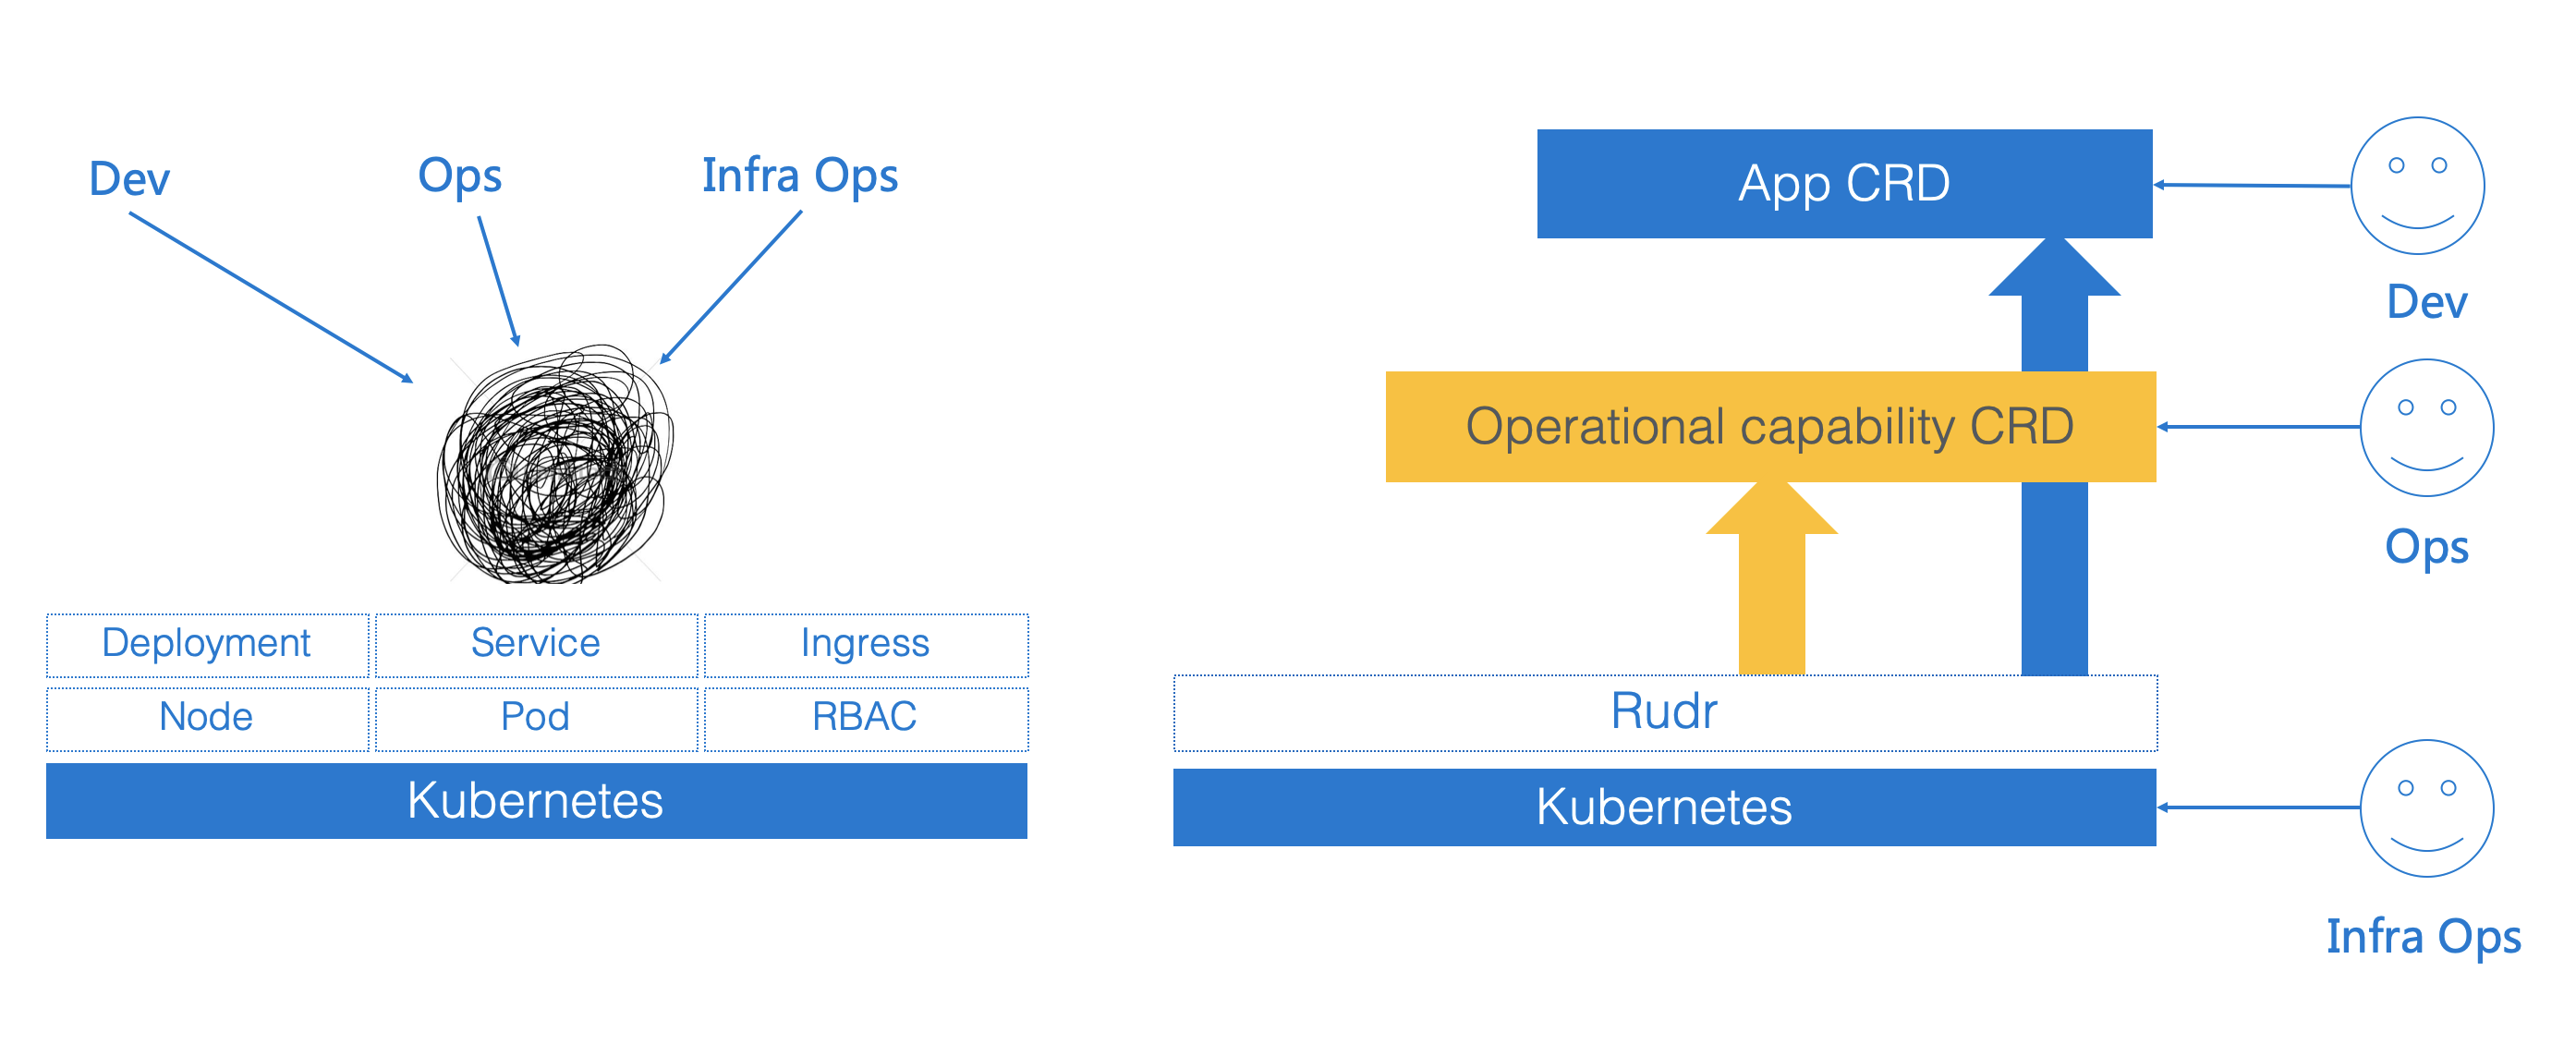 Dev
Ops
Infra Ops
Deployment
Service
Ingress
Node
Pod
RBAC
Kubernetes
App CRD
Dev
Operational capability CRD
Ops
Rudr
Kubernetes
Infra Ops